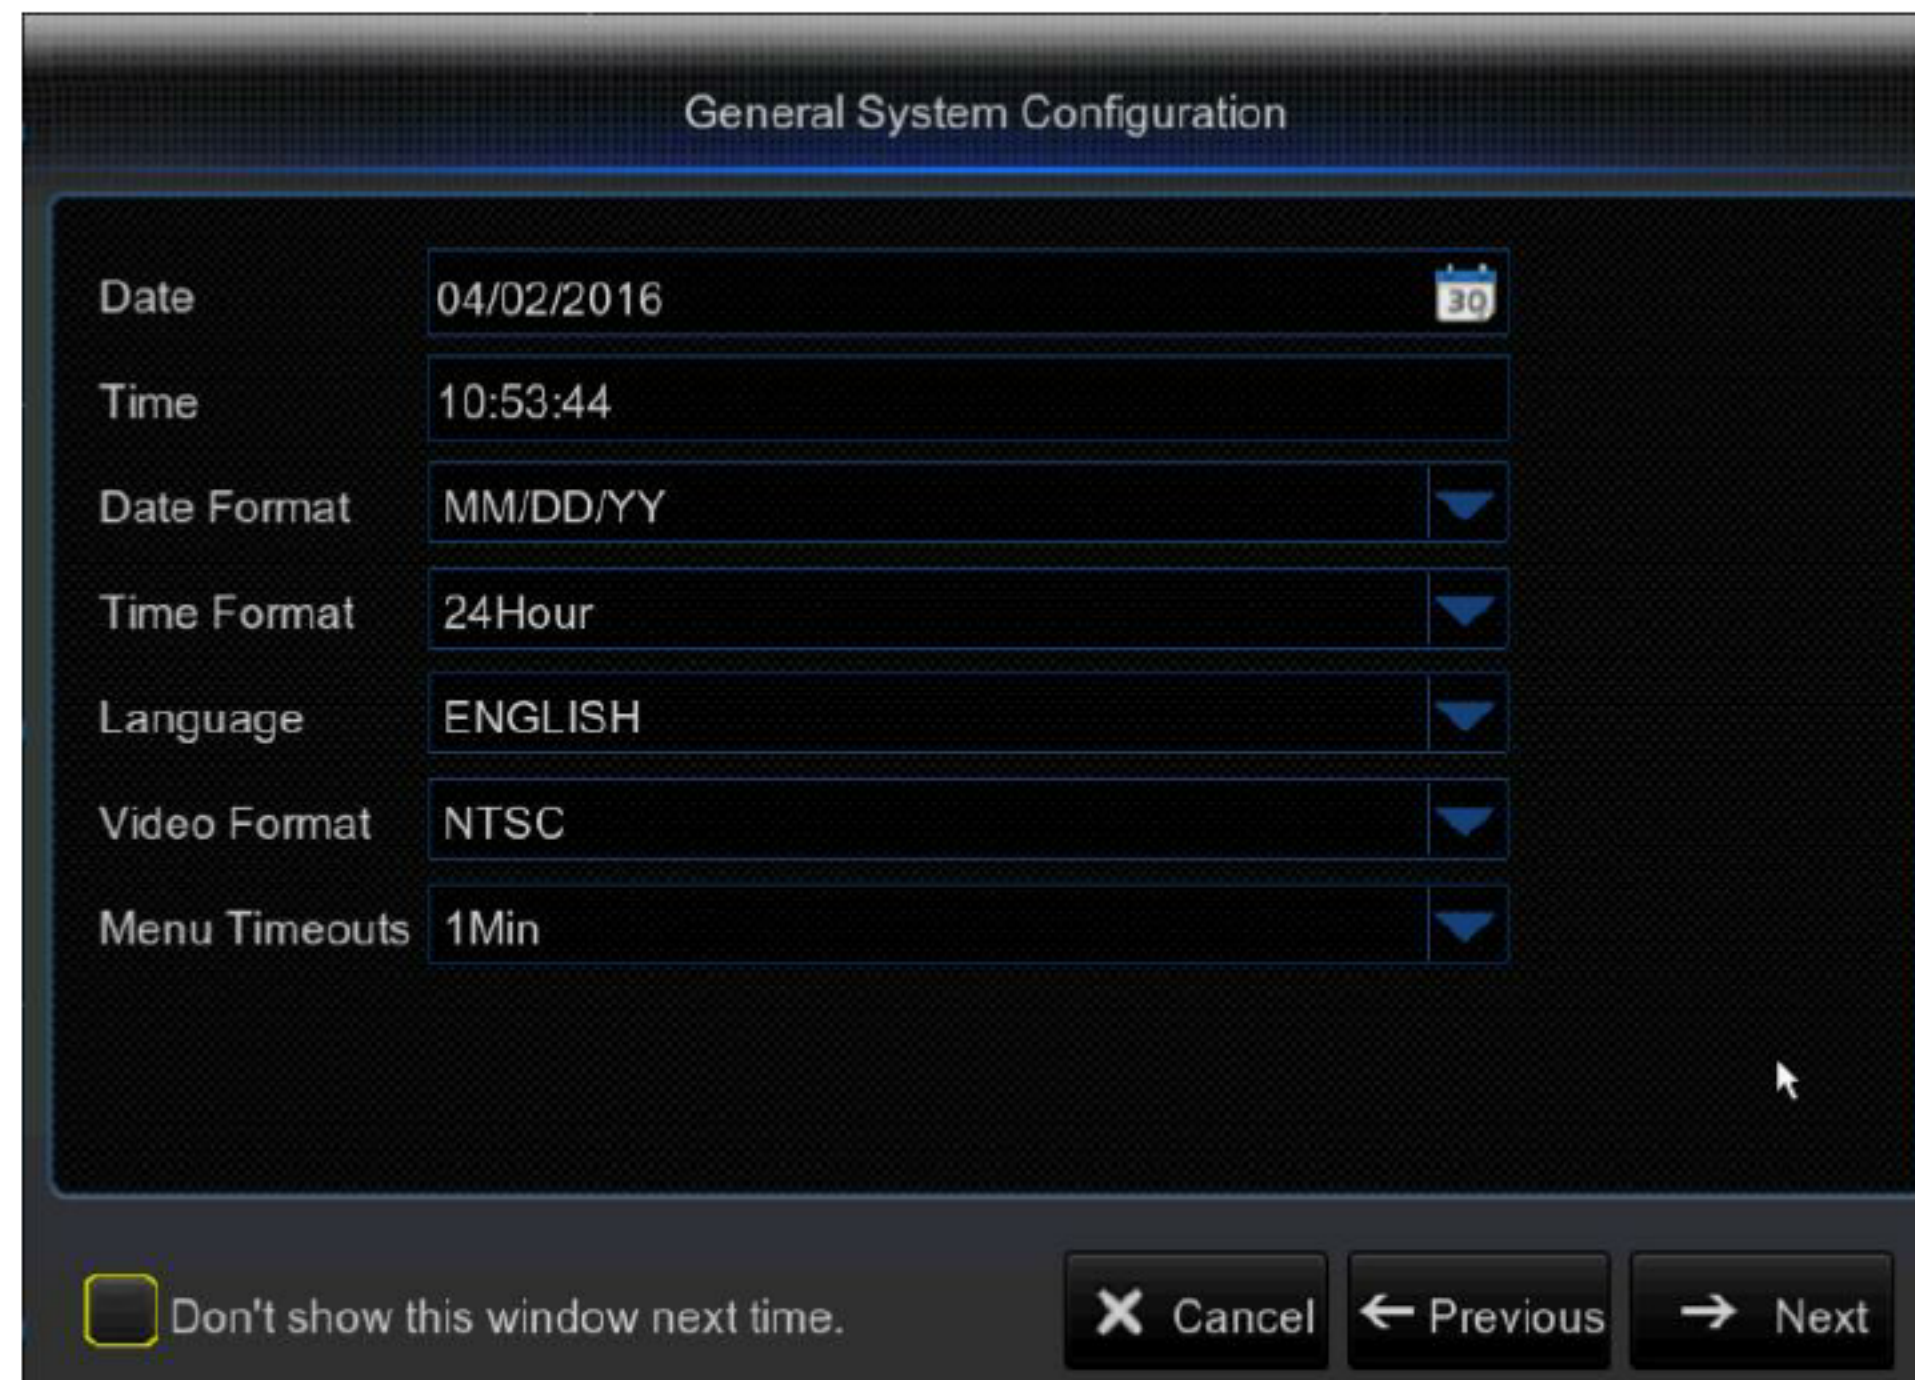 General System Configuration
Date 04/02/2016 30
Time 10:53:44
Date Format MM/DD/YY
Time Format 24Hour
Language ENGLISH
Video Format NTSC
Menu Timeouts 1Min
Don't show this window next time. Cancel Previous Next